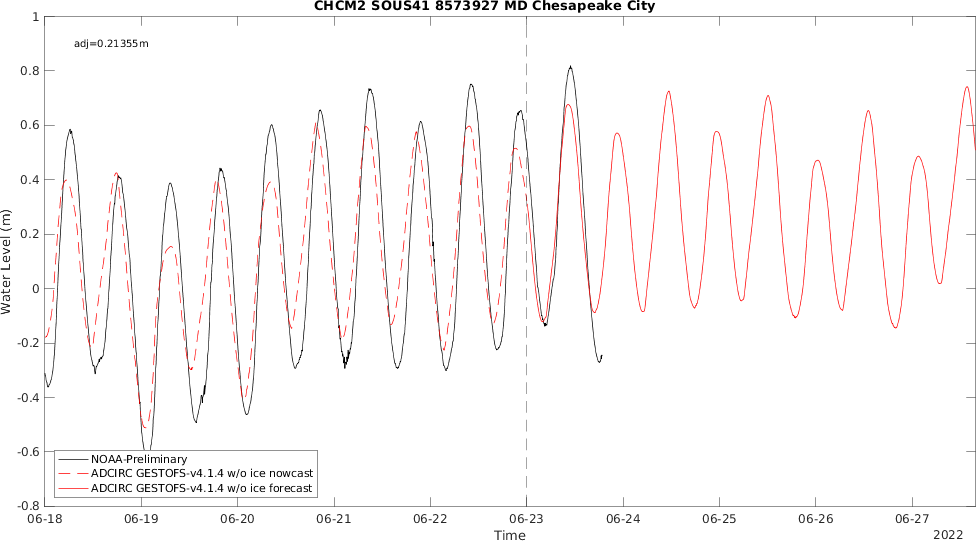 CHCM2 SOUS41 8573927 MD Chesapeake City
adj=0.21355m
1
0.8
0.6
0.4
0.2
0
-0.2
-0.4
-0.6
-0.8
Water Level (m)
NOAA-Preliminary
ADCIRC GESTOFS-v4.1.4 w/o ice nowcast
ADCIRC GESTOFS-v4.1.4 w/o ice forecast
06-18 06-19 06-20 06-21 06-22 06-23 06-24 06-25 06-26 06-27
Time
2022